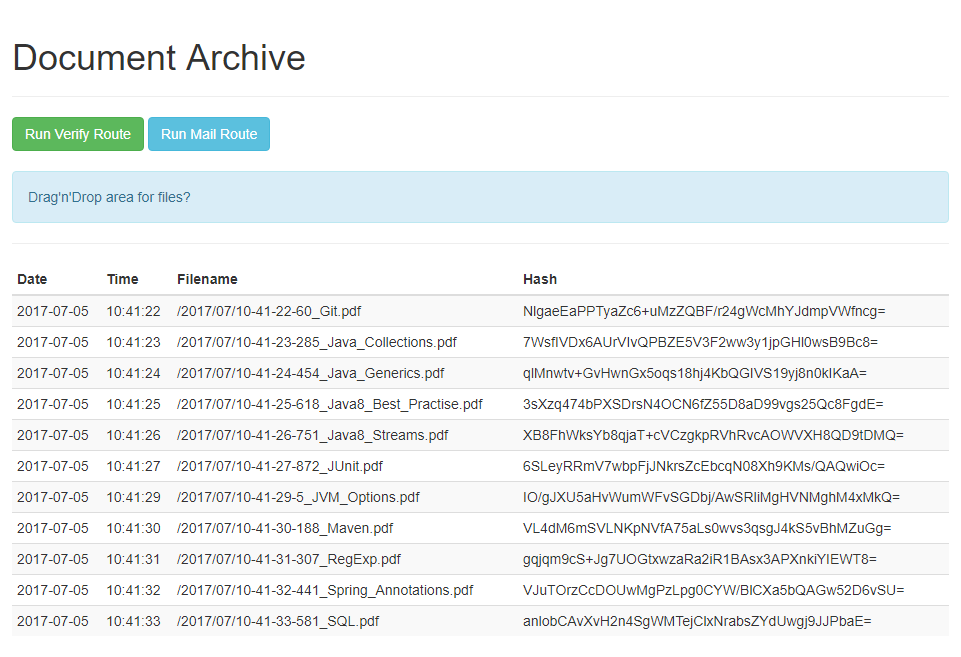 Document Archive
Run Verify Route Run Mail Route
Drag'n'Drop area for files?
Date Time Filename Hash
2017-07-05 10:41:22 /2017/07/10-41-22-60_Git.pdf NIgaeEaPPTyaZc6+uMzZQBF/r24gWcMhYJdmpVWfncg=
2017-07-05 10:41:23 /2017/07/10-41-23-285_Java_Collections.pdf 7WsfIVDx6AUrVIvQPBZE5V3F2ww3y1jpGHl0wsB9Bc8=
2017-07-05 10:41:24 /2017/07/10-41-24-454_Java_Generics.pdf qlMnwtv+GvHwnGx5oqs18hj4KbQGIVS19yj8n0kIKaA=
2017-07-05 10:41:25 /2017/07/10-41-25-618_Java8_Best_Practise.pdf 3sXzq474bPXSDrsN4OCN6fZ55D8aD99vgs25Qc8FgdE=
2017-07-05 10:41:26 /2017/07/10-41-26-751_Java8_Streams.pdf XB8FhWksYb8qjaT+cVCzgkpRVhRvcAOWVXH8QD9tDMQ=
2017-07-05 10:41:27 /2017/07/10-41-27-872_JUnit.pdf 6SLeyRRmV7wbpFjJNkrsZcEbcqN08Xh9KMs/QAQwiOc=
2017-07-05 10:41:29 /2017/07/10-41-29-5_JVM_Options.pdf IO/gJXU5aHvWumWFvSGDbj/AwSRIiMgHVNMghM4xMkQ=
2017-07-05 10:41:30 /2017/07/10-41-30-188_Maven.pdf VL4dM6mSVLNKpNVfA75aLs0wvs3qsgJ4kS5vBhMZuGg=
2017-07-05 10:41:31 /2017/07/10-41-31-307_RegExp.pdf gqjqm9cS+Jg7UOGtxwzaRa2iR1BAsx3APXnkiYIEWT8=
2017-07-05 10:41:32 /2017/07/10-41-32-441_Spring_Annotations.pdf VJuTOrzCcDOUwMgPzLpg0CYW/BICXa5bQAGw52D6vSU=
2017-07-05 10:41:33 /2017/07/10-41-33-581_SQL.pdf anlobCAvXvH2n4SgWMTejClxNrabsZYdUwgj9JJPbaE=